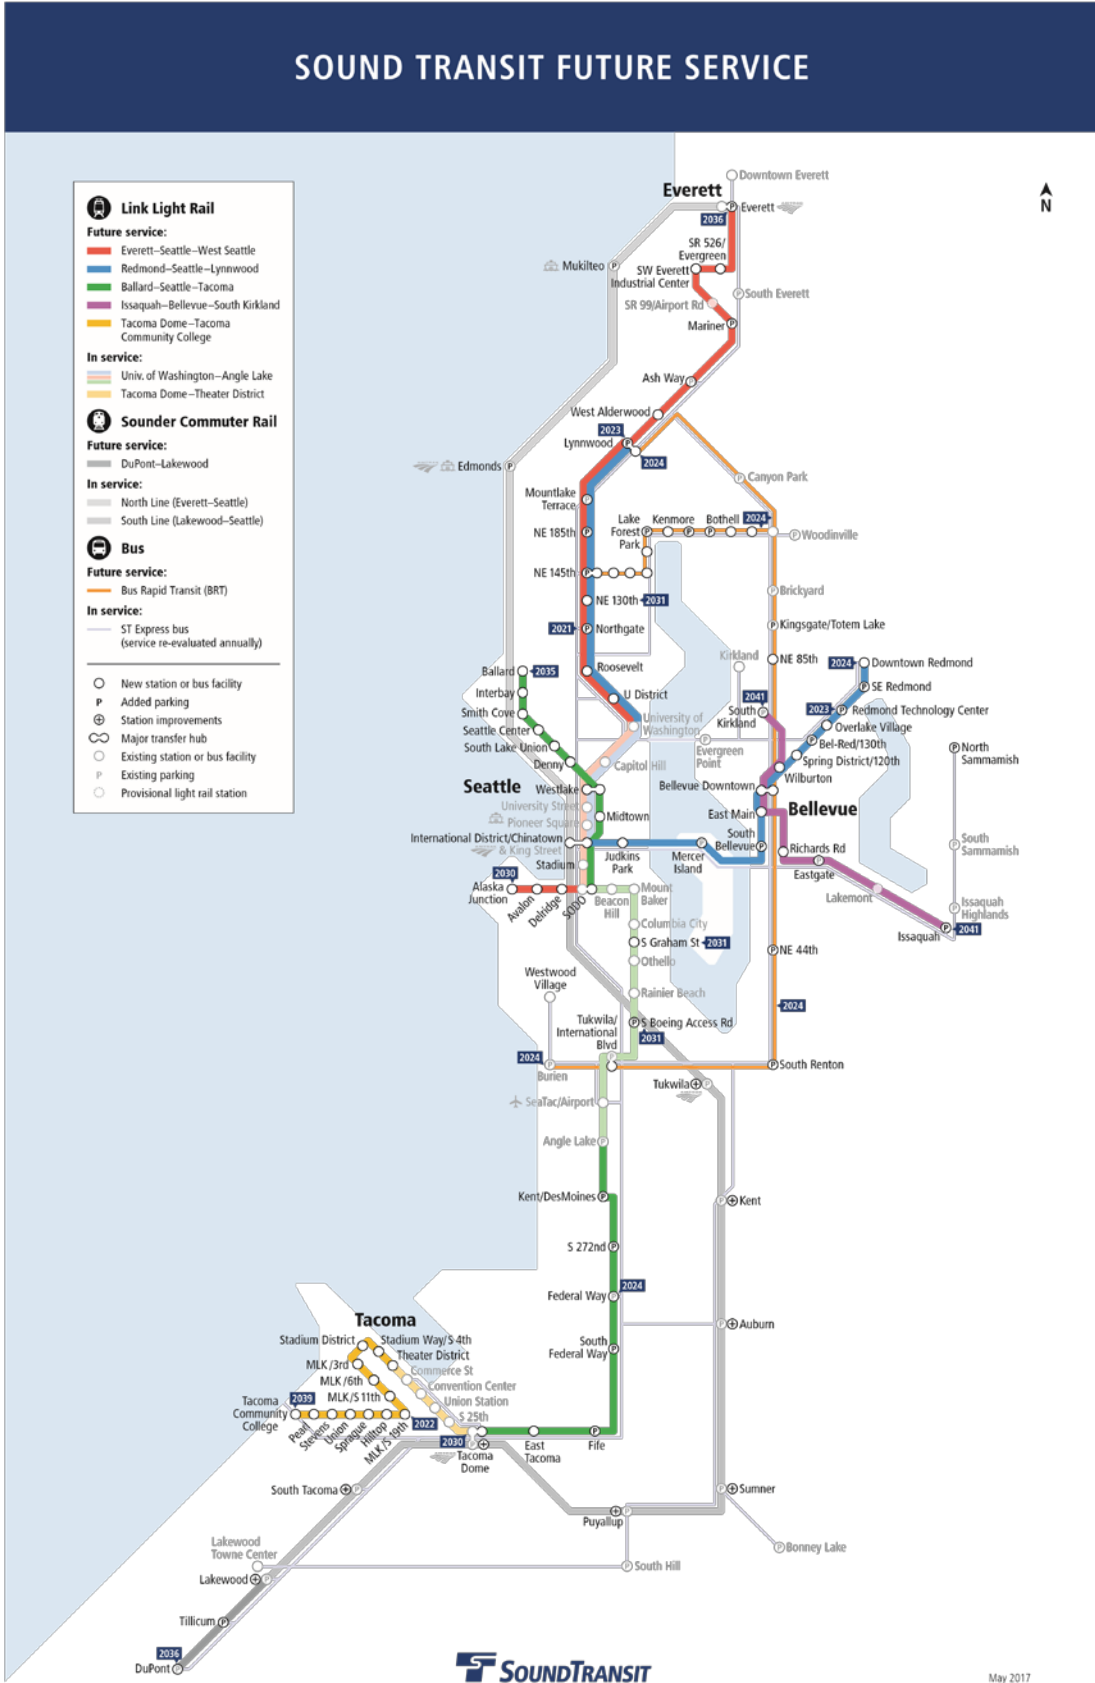 SOUND TRANSIT FUTURE SERVICE
Link Light Rail
Future service:
Everett–Seattle–West Seattle
Redmond–Seattle–Lynnwood
Ballard–Seattle–Tacoma
Issaquah–Bellevue–South Kirkland
Tacoma Dome–Tacoma
Community College
In service:
Univ. of Washington–Angle Lake
Tacoma Dome–Theater District
Sounder Commuter Rail
Future service:
DuPont–Lakewood
In service:
North Line (Everett–Seattle)
South Line (Lakewood–Seattle)
Bus
Future service:
Bus Rapid Transit (BRT)
In service:
ST Express bus
(service re-evaluated annually)
New station or bus facility
P Added parking
Station improvements
Major transfer hub
Existing station or bus facility
P Existing parking
Provisional light rail station
N
Downtown Everett
Everett
Everett
2036
SR 526/
Evergreen
Mukilteo
SW Everett
Industrial Center
South Everett
SR 99/Airport Rd
Mariner
Ash Way
West Alderwood
2023
Lynnwood
2024
Edmonds
Canyon Park
Mountlake
Terrace
Lake
Forest
Park
Kenmore
Bothell
2024
NE 185th
Woodinville
NE 145th
Brickyard
NE 130th
2031
2021
Northgate
Kingsgate/Totem Lake
Kirkland
NE 85th
2024
Downtown Redmond
Ballard
2035
Roosevelt
SE Redmond
Interbay
U District
2041
Smith Cove
South
Kirkland
2023
Redmond Technology Center
Seattle Center
University of
Washington
Overlake Village
South Lake Union
Evergreen
Point
Bel-Red/130th
North
Sammamish
Denny
Capitol Hill
Spring District/120th
Wilburton
Seattle
Westlake
Bellevue Downtown
University Street
Bellevue
Pioneer Square
Midtown
East Main
International District/Chinatown
& King Street
South
Bellevue
South
Sammamish
Stadium
Judkins
Park
Mercer
Island
Richards Rd
Eastgate
2030
Alaska
Junction
Avalon
Delridge
SODO
Beacon
Hill
Mount
Baker
Lakemont
Issaquah
Highlands
Columbia City
Issaquah
2041
S Graham St
2031
NE 44th
Othello
Westwood
Village
Rainier Beach
2024
Tukwila/
International
Blvd
S Boeing Access Rd
2031
2024
Burien
South Renton
Tukwila
SeaTac/Airport
Angle Lake
Kent/DesMoines
Kent
S 272nd
2024
Federal Way
Auburn
South
Federal Way
Tacoma
Stadium District
Stadium Way/S 4th
Theater District
MLK/3rd
Commerce St
MLK/6th
Convention Center
MLK/S 11th
Union Station
2039
Tacoma
Community
College
S 25th
2022
Pearl
Stevens
Union
Sprague
Hilltop
MLK/S 19th
2030
Tacoma
Dome
East
Tacoma
Fife
South Tacoma
Sumner
Puyallup
Lakewood
Towne Center
Bonney Lake
South Hill
Lakewood
Tillicum
2036
DuPont
SOUNDTRANSIT
May 2017